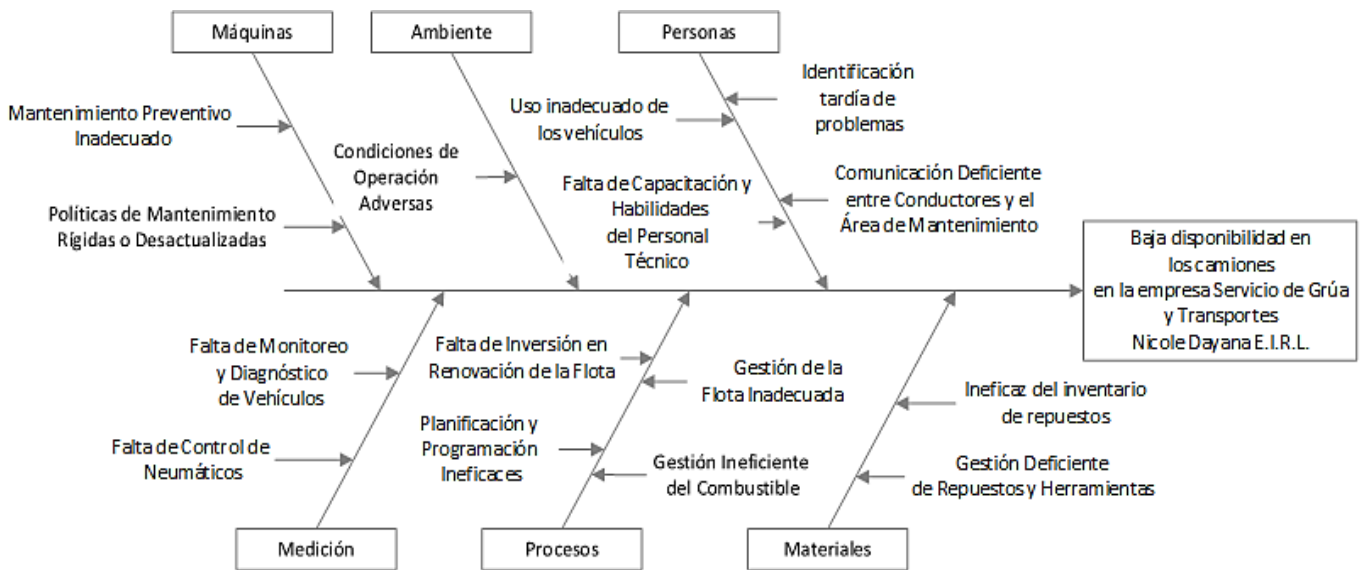 Máquinas
Ambiente
Personas
Mantenimiento Preventivo
Inadecuado
Políticas de Mantenimiento
Rígidas o Desactualizadas
Condiciones de
Operación
Adversas
Uso inadecuado de
los vehículos
Falta de Capacitación y
Habilidades
del Personal
Técnico
Identificación
tardía de
problemas
Comunicación Deficiente
entre Conductores y el
Área de Mantenimiento
Baja disponibilidad en
los camiones
en la empresa Servicio de Grúa
y Transportes
Nicole Dayana E.I.R.L.
Falta de Monitoreo
y Diagnóstico
de Vehículos
Falta de Control de
Neumáticos
Falta de Inversión en
Renovación de la Flota
Planificación y
Programación
Ineficaces
Gestión de la
Flota Inadecuada
Gestión Ineficiente
del Combustible
Ineficaz del inventario
de repuestos
Gestión Deficiente
de Repuestos y Herramientas
Medición
Procesos
Materiales